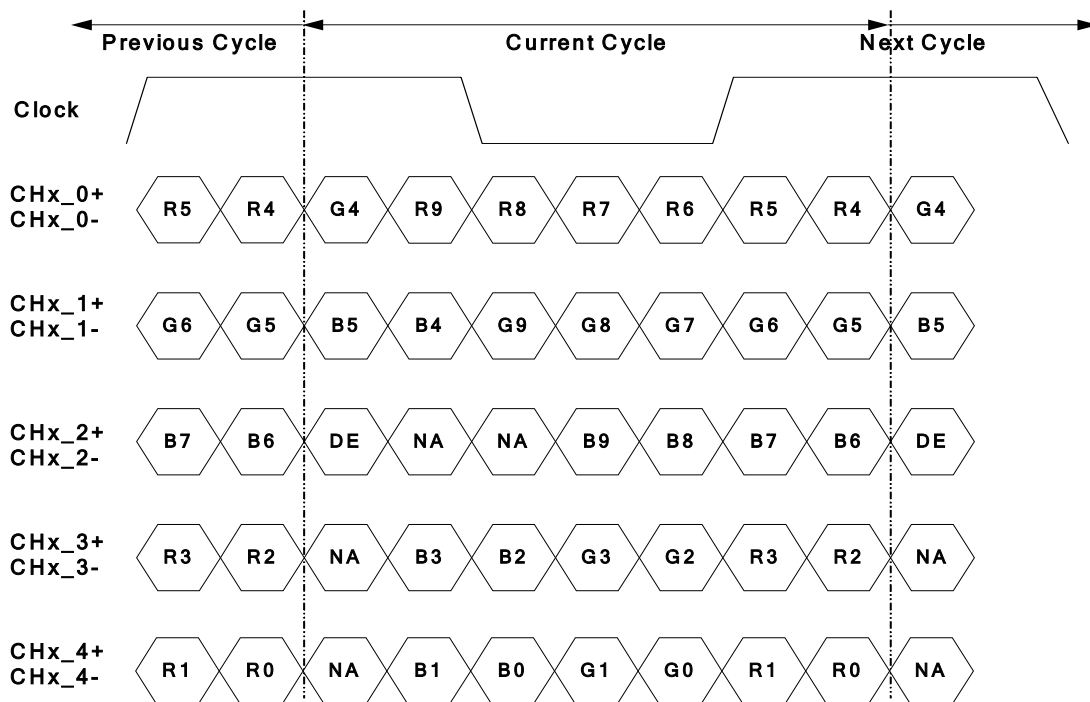 Previous Cycle Current Cycle Next Cycle
Clock
CHx_0+
CHx_0-
R5 R4 G4 R9 R8 R7 R6 R5 R4 G4
CHx_1+
CHx_1-
G6 G5 B5 B4 G9 G8 G7 G6 G5 B5
CHx_2+
CHx_2-
B7 B6 DE NA NA B9 B8 B7 B6 DE
CHx_3+
CHx_3-
R3 R2 NA B3 B2 G3 G2 R3 R2 NA
CHx_4+
CHx_4-
R1 R0 NA B1 B0 G1 G0 R1 R0 NA